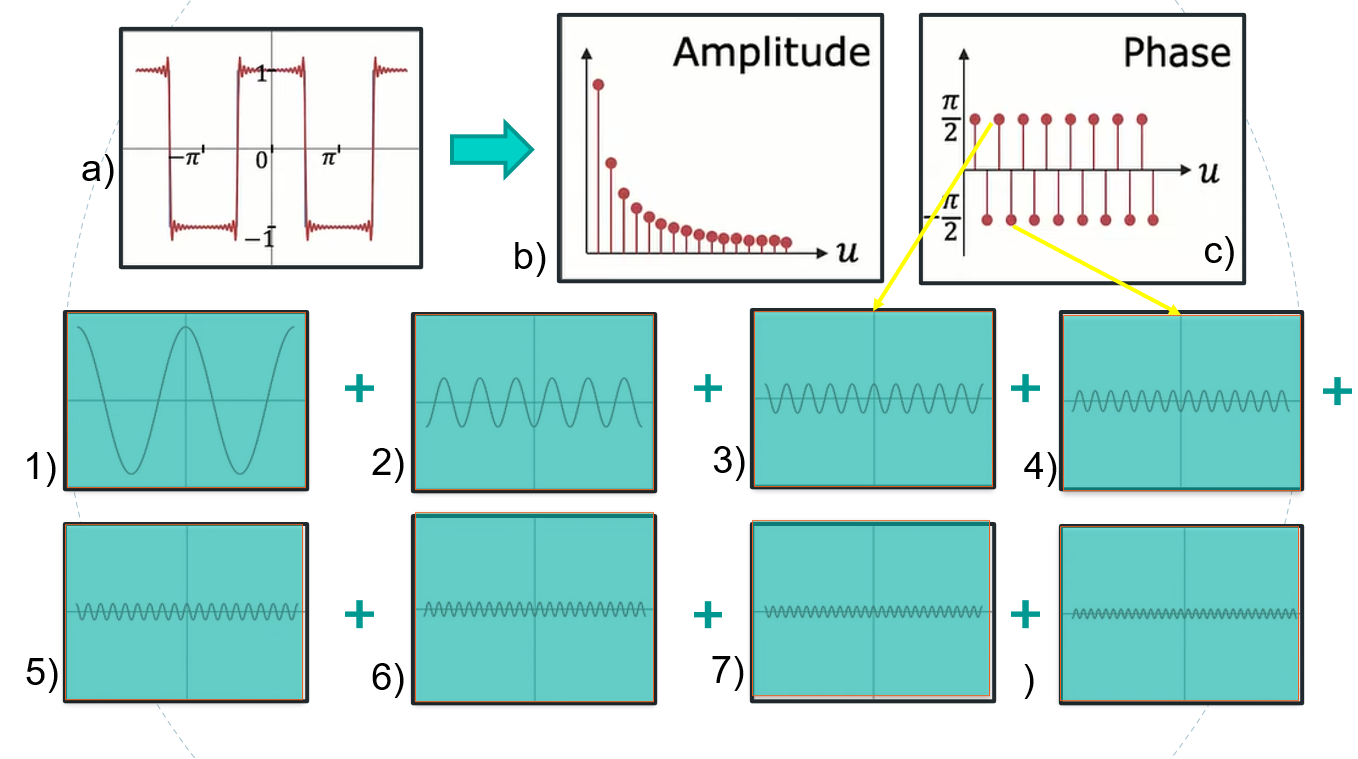 a)
1
−π
0
π
−1
Amplitude
b)
u
Phase
π/2
u
−π/2
c)
1)
+
2)
+
3)
+
4)
+
5)
+
6)
+
7)
+
)